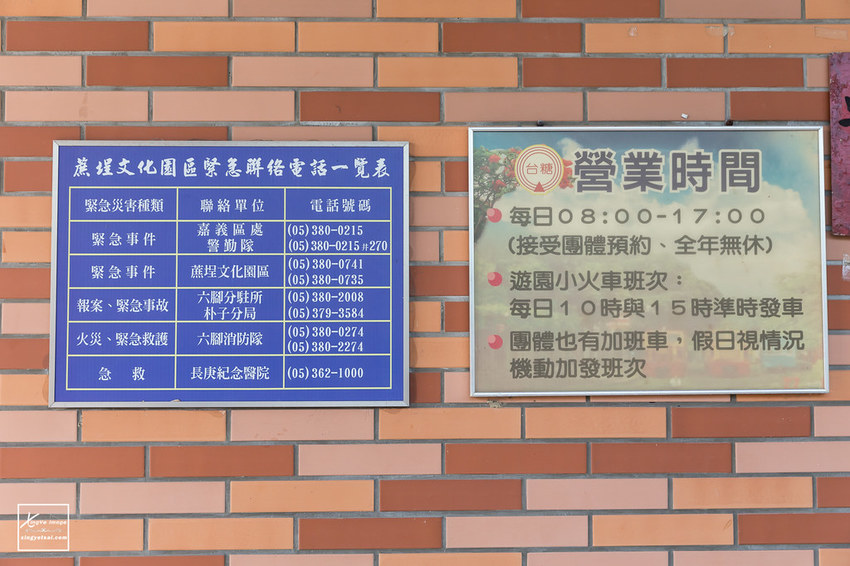 蔗埕文化園區緊急聯絡電話一覽表
緊急災害種類 聯絡單位 電話號碼
緊急事件 嘉義區處 警勤隊 (05)380-0215 (05)380-0215井270
緊急事件 蔗埕文化園區 (05)380-0741 (05)380-0735
報案、緊急事故 六腳分駐所 朴子分局 (05)380-2008 (05)379-3584
火災、緊急救護 六腳消防隊 (05)380-0274 (05)380-2274
急救 長庚紀念醫院 (05)362-1000
台糖 營業時間
每日08:00-17:00
(接受團體預約、全年無休)
遊園小火車班次：
每日10時與15時準時發車
團體也有加班車，假日視情況
機動加發班次